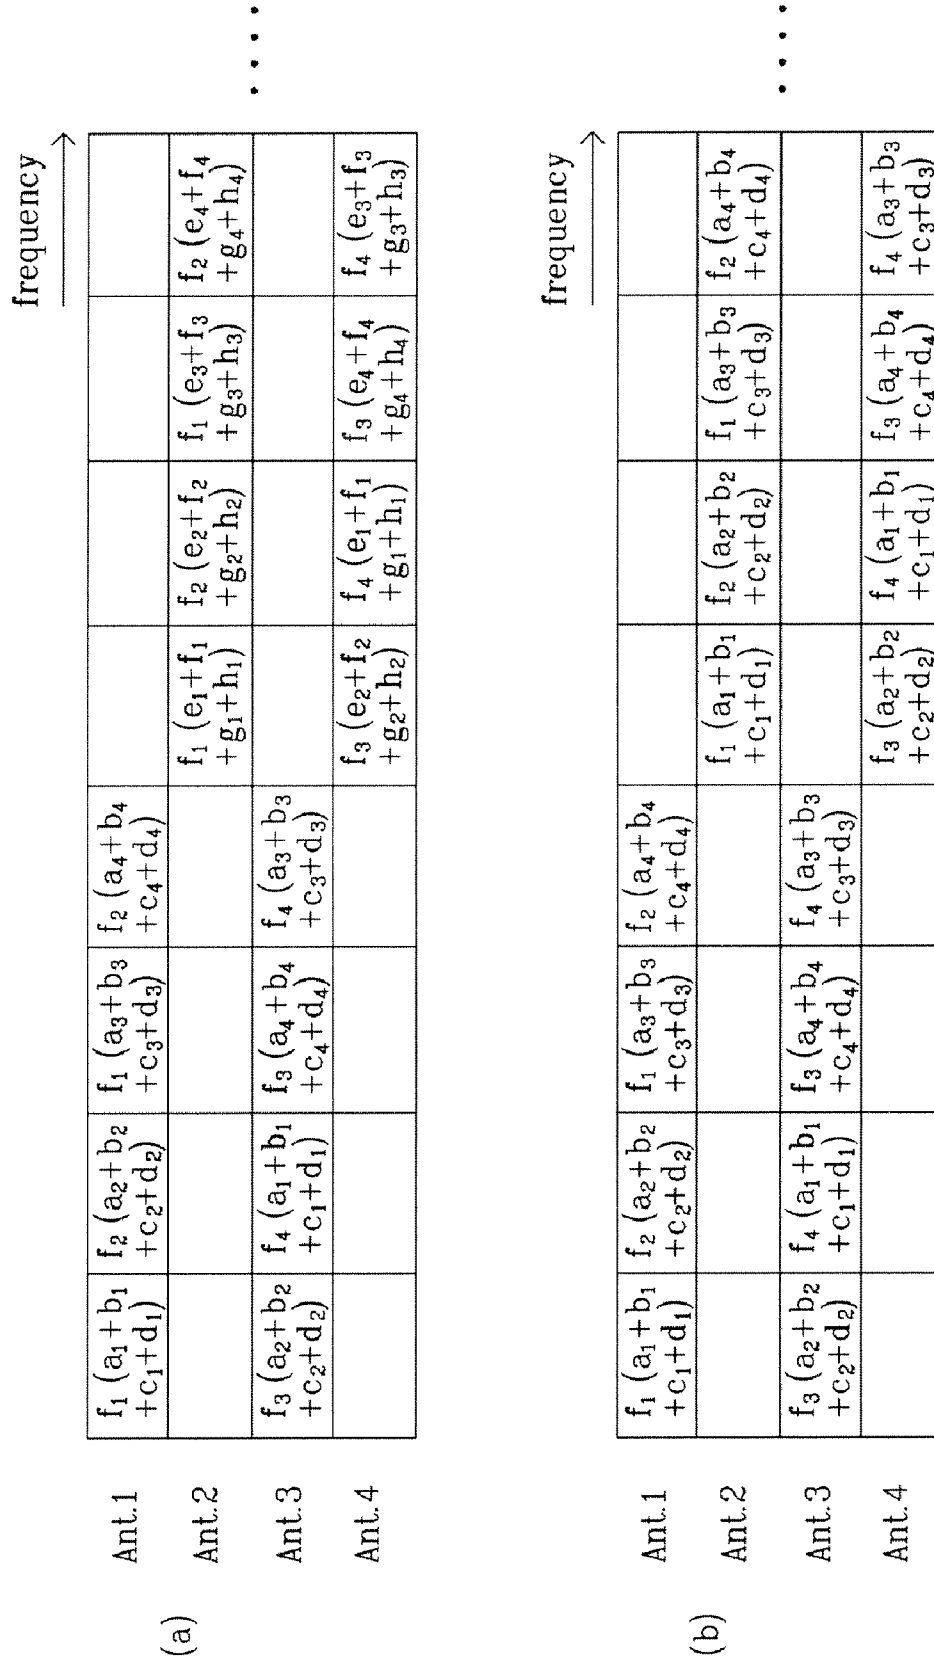 (a)
frequency
Ant.1
f₁ (a₁+b₁
+c₁+d₁)
f₂ (a₂+b₂
+c₂+d₂)
f₁ (a₃+b₃
+c₃+d₃)
f₂ (a₄+b₄
+c₄+d₄)
Ant.2
f₁ (e₁+f₁
+g₁+h₁)
f₂ (e₂+f₂
+g₂+h₂)
f₁ (e₃+f₃
+g₃+h₃)
f₂ (e₄+f₄
+g₄+h₄)
Ant.3
f₃ (a₂+b₂
+c₂+d₂)
f₄ (a₁+b₁
+c₁+d₁)
f₃ (a₄+b₄
+c₄+d₄)
f₄ (a₃+b₃
+c₃+d₃)
Ant.4
f₃ (e₂+f₂
+g₂+h₂)
f₄ (e₁+f₁
+g₁+h₁)
f₃ (e₄+f₄
+g₄+h₄)
f₄ (e₃+f₃
+g₃+h₃)
(b)
frequency
Ant.1
f₁ (a₁+b₁
+c₁+d₁)
f₂ (a₂+b₂
+c₂+d₂)
f₁ (a₃+b₃
+c₃+d₃)
f₂ (a₄+b₄
+c₄+d₄)
Ant.2
f₁ (a₁+b₁
+c₁+d₁)
f₂ (a₂+b₂
+c₂+d₂)
f₁ (a₃+b₃
+c₃+d₃)
f₂ (a₄+b₄
+c₄+d₄)
Ant.3
f₃ (a₂+b₂
+c₂+d₂)
f₄ (a₁+b₁
+c₁+d₁)
f₃ (a₄+b₄
+c₄+d₄)
f₄ (a₃+b₃
+c₃+d₃)
Ant.4
f₃ (a₂+b₂
+c₂+d₂)
f₄ (a₁+b₁
+c₁+d₁)
f₃ (a₄+b₄
+c₄+d₄)
f₄ (a₃+b₃
+c₃+d₃)